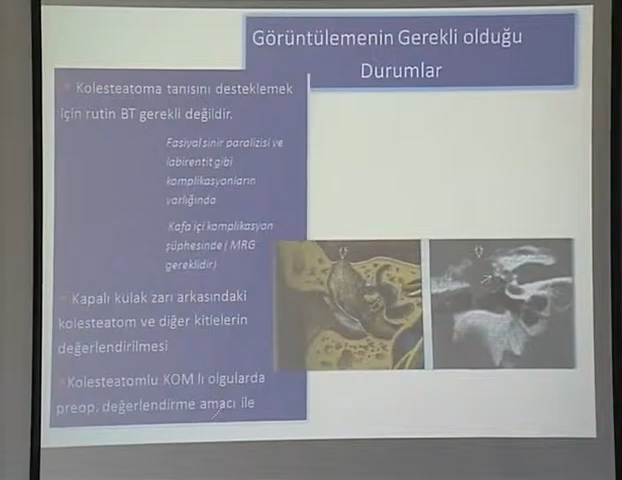 Görüntülemenin Gerekli olduğu
Durumlar
Kolesteatoma tanısını desteklemek
için rutin BT gerekli değildir.
Fasiyal sinir paralizisi ve
labirentit gibi
komplikasyonların
varlığında
Kafa içi komplikasyon
şüphesinde ( MRG
gereklidir)
Kapalı kulak zarı arkasındaki
kolesteatom ve diğer kitlelerin
değerlendirilmesi
Kolesteatomlu KOM li olgularda
preop. değerlendirme amacı ile